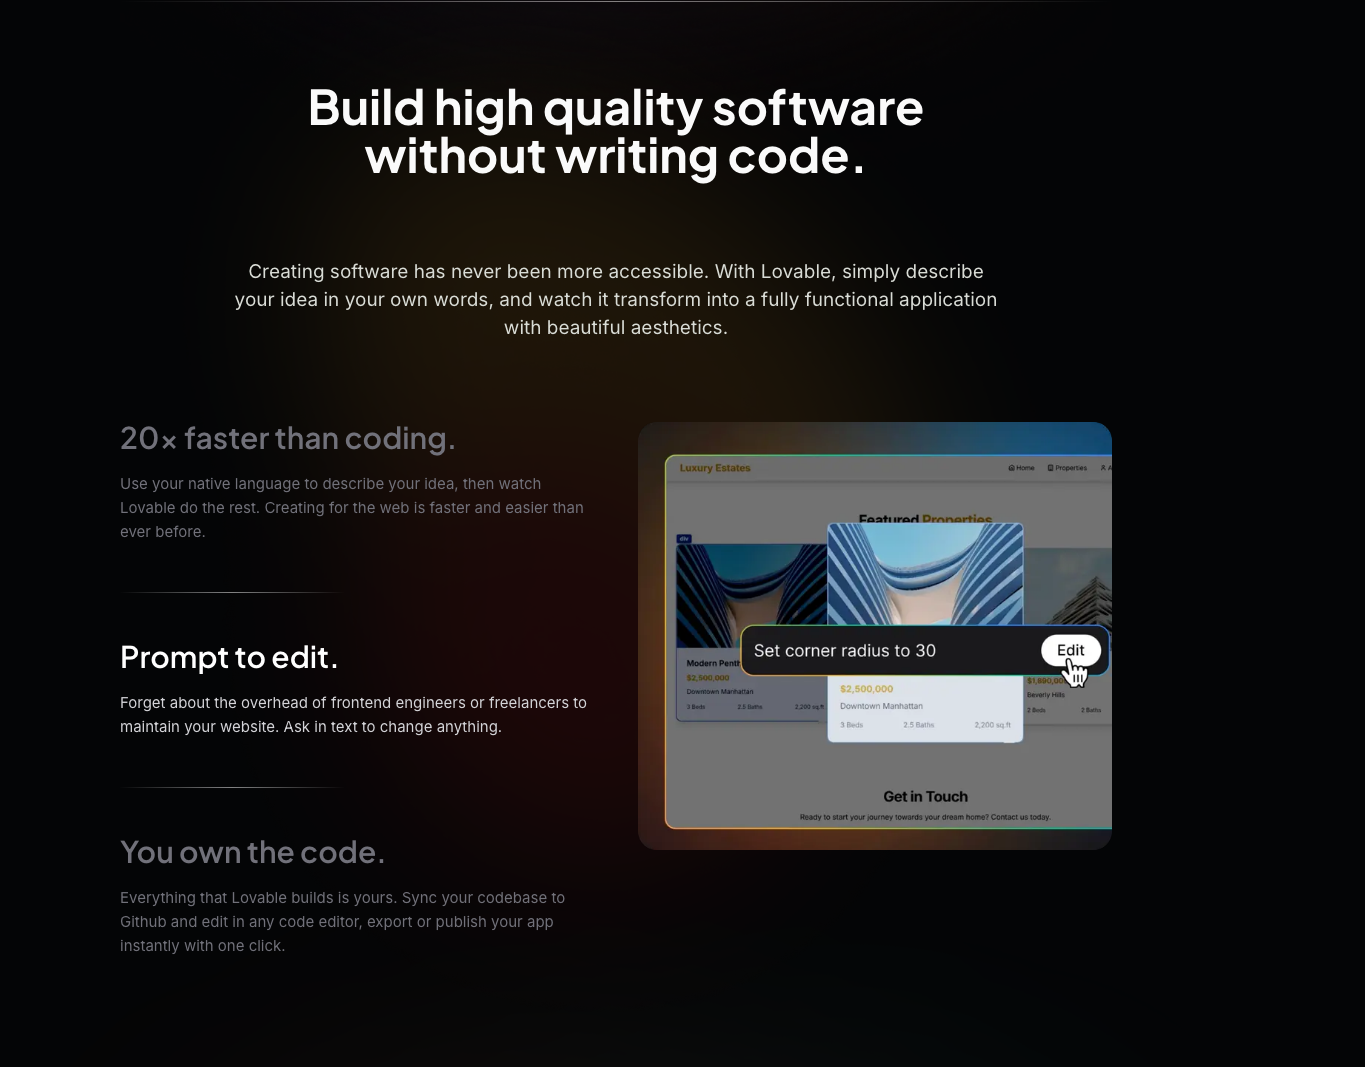 Build high quality software
without writing code.
Creating software has never been more accessible. With Lovable, simply describe
your idea in your own words, and watch it transform into a fully functional application
with beautiful aesthetics.
20× faster than coding.
Use your native language to describe your idea, then watch
Lovable do the rest. Creating for the web is faster and easier than
ever before.
Prompt to edit.
Forget about the overhead of frontend engineers or freelancers to
maintain your website. Ask in text to change anything.
You own the code.
Everything that Lovable builds is yours. Sync your codebase to
Github and edit in any code editor, export or publish your app
instantly with one click.
Luxury Estates
Home Properties A
Featured Properties
div
Set corner radius to 30 Edit
Modern Penth
$2,500,000
Downtown Manhattan
3 Beds 2.5 Baths 2,200 sq.ft
$2,500,000
Downtown Manhattan
3 Beds 2.5 Baths 2,200 sq.ft
$1,890,0
Beverly Hills
2 Beds 2 Baths
Get in Touch
Ready to start your journey towards your dream home? Contact us today.